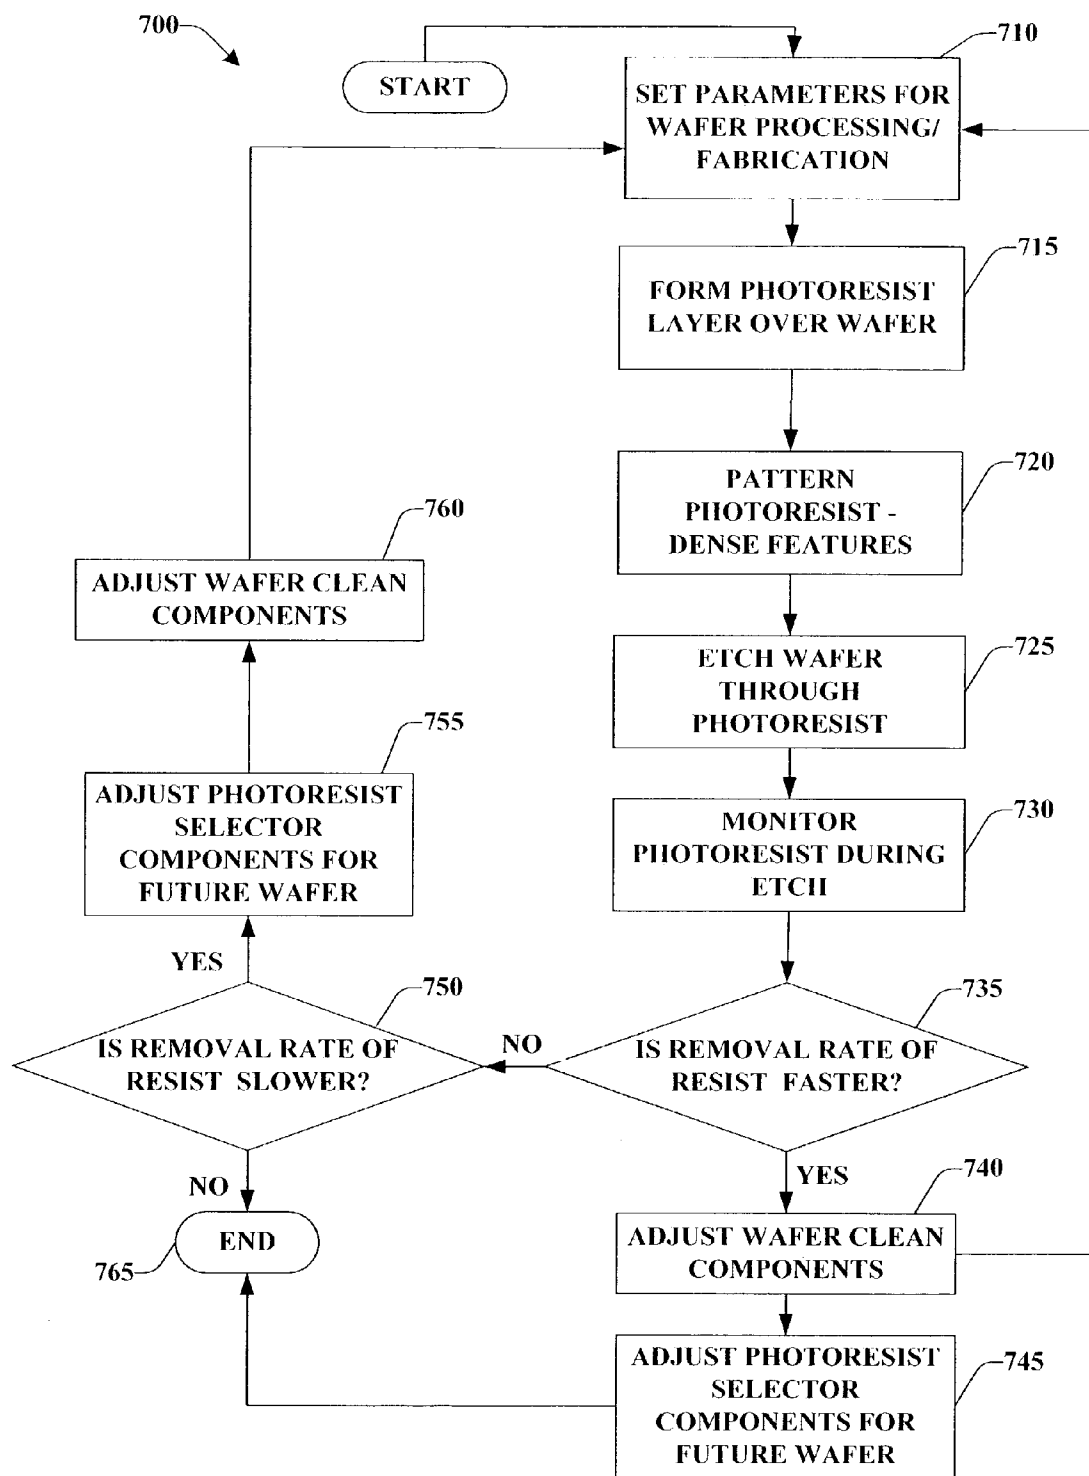 700
START
710
SET PARAMETERS FOR
WAFER PROCESSING/
FABRICATION
715
FORM PHOTORESIST
LAYER OVER WAFER
720
PATTERN
PHOTORESIST -
DENSE FEATURES
760
ADJUST WAFER CLEAN
COMPONENTS
725
ETCH WAFER
THROUGH
PHOTORESIST
755
ADJUST PHOTORESIST
SELECTOR
COMPONENTS FOR
FUTURE WAFER
730
MONITOR
PHOTORESIST DURING
ETCH
YES
750
IS REMOVAL RATE OF
RESIST SLOWER?
NO
735
IS REMOVAL RATE OF
RESIST FASTER?
NO
END
765
YES
740
ADJUST WAFER CLEAN
COMPONENTS
745
ADJUST PHOTORESIST
SELECTOR
COMPONENTS FOR
FUTURE WAFER